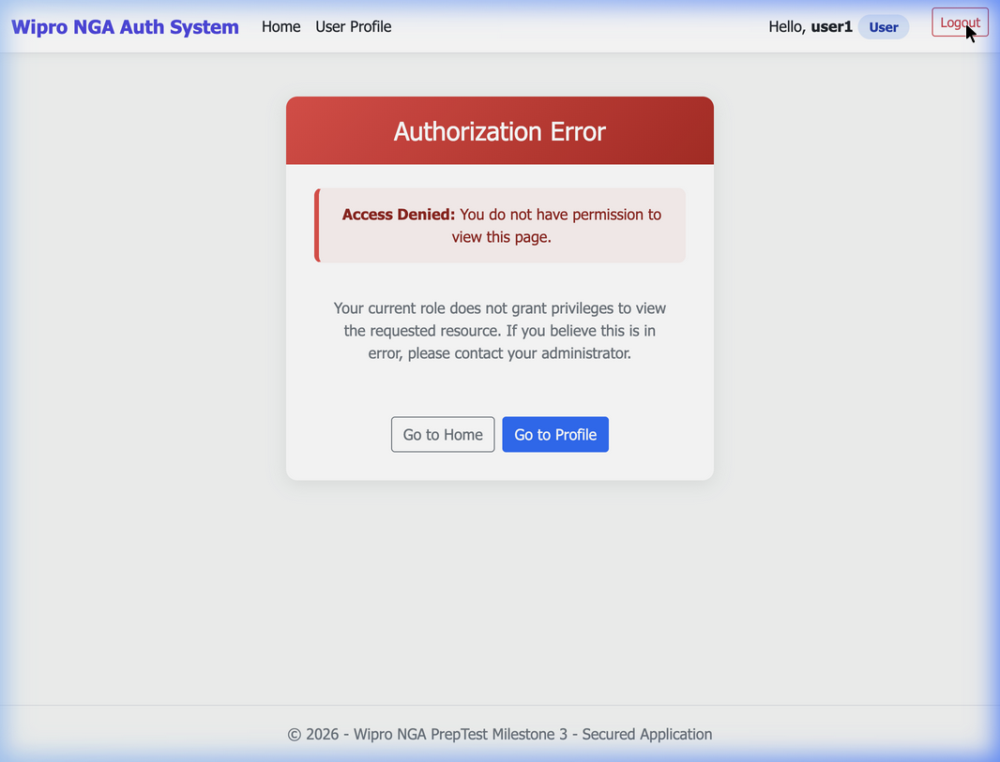 Wipro NGA Auth System Home User Profile Hello, user1 User Logout
Authorization Error
Access Denied: You do not have permission to
view this page.
Your current role does not grant privileges to view
the requested resource. If you believe this is in
error, please contact your administrator.
Go to Home Go to Profile
© 2026 - Wipro NGA PrepTest Milestone 3 - Secured Application